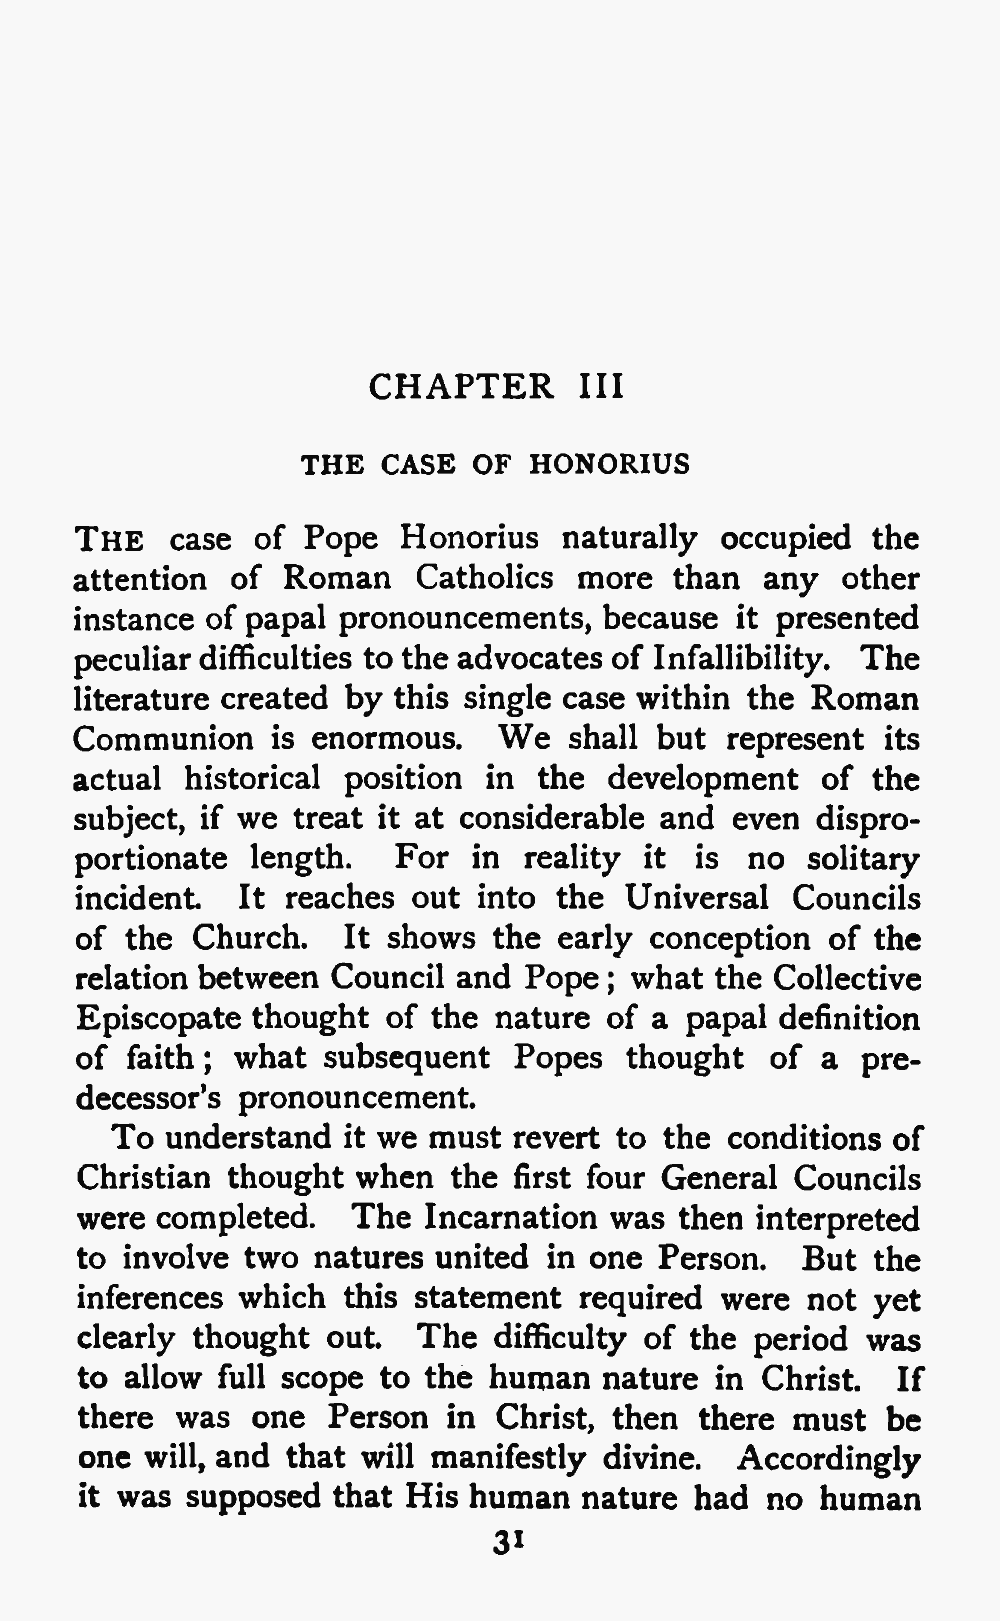 CHAPTER III
THE CASE OF HONORIUS
THE case of Pope Honorius naturally occupied the
attention of Roman Catholics more than any other
instance of papal pronouncements, because it presented
peculiar difficulties to the advocates of Infallibility. The
literature created by this single case within the Roman
Communion is enormous. We shall but represent its
actual historical position in the development of the
subject, if we treat it at considerable and even dispro-
portionate length. For in reality it is no solitary
incident. It reaches out into the Universal Councils
of the Church. It shows the early conception of the
relation between Council and Pope; what the Collective
Episcopate thought of the nature of a papal definition
of faith; what subsequent Popes thought of a pre-
decessor's pronouncement.
To understand it we must revert to the conditions of
Christian thought when the first four General Councils
were completed. The Incarnation was then interpreted
to involve two natures united in one Person. But the
inferences which this statement required were not yet
clearly thought out. The difficulty of the period was
to allow full scope to the human nature in Christ. If
there was one Person in Christ, then there must be
one will, and that will manifestly divine. Accordingly
it was supposed that His human nature had no human
31